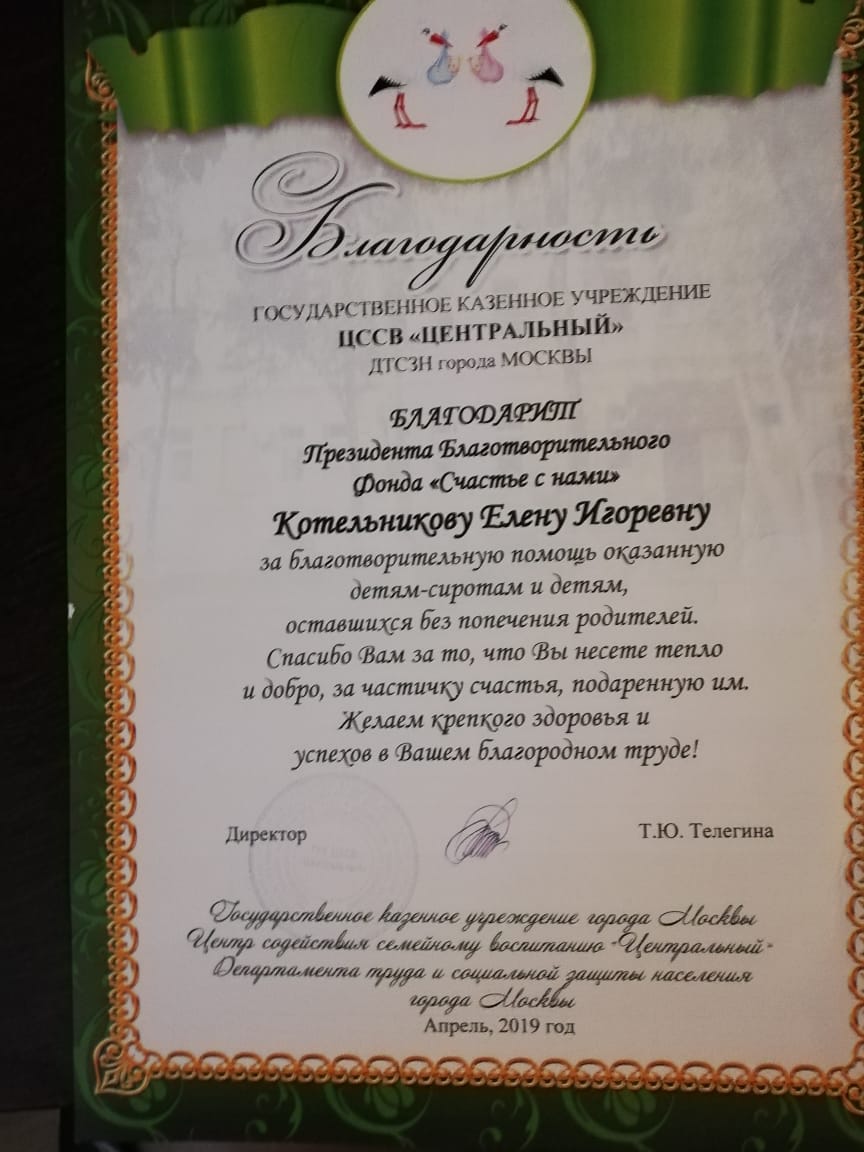 Благодарность
ГОСУДАРСТВЕННОЕ КАЗЕННОЕ УЧРЕЖДЕНИЕ
ЦССВ «ЦЕНТРАЛЬНЫЙ»
ДТСЗН города МОСКВЫ
БЛАГОДАРИТ
Президента Благотворительного
Фонда «Счастье с нами»
Котельникову Елену Игоревну
за благотворительную помощь оказанную
детям-сиротам и детям,
оставшихся без попечения родителей.
Спасибо Вам за то, что Вы несете тепло
и добро, за частичку счастья, подаренную им.
Желаем крепкого здоровья и
успехов в Вашем благородном труде!
Директор Т.Ю. Телегина
Государственное казенное учреждение города Москвы
Центр содействия семейному воспитанию "Центральный"
Департамента труда и социальной защиты населения
города Москвы
Апрель, 2019 год